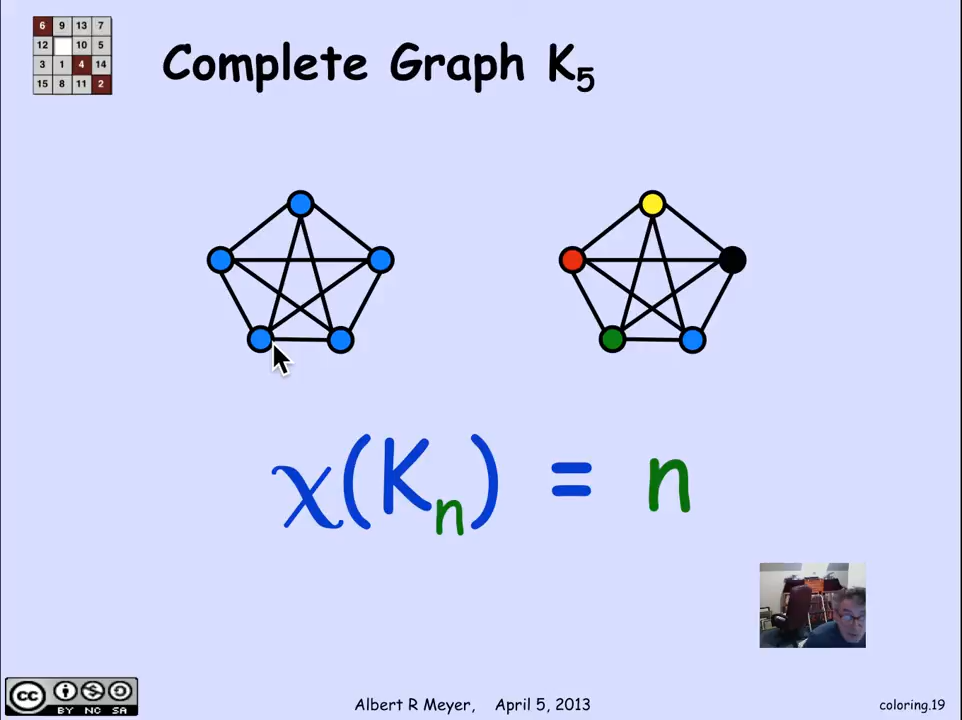 6 9 13 7
12 10 5
3 1 4 14
15 8 11 2
Complete Graph K₅
χ(Kₙ) = n
cc
BY NC SA
Albert R Meyer, April 5, 2013
coloring.19